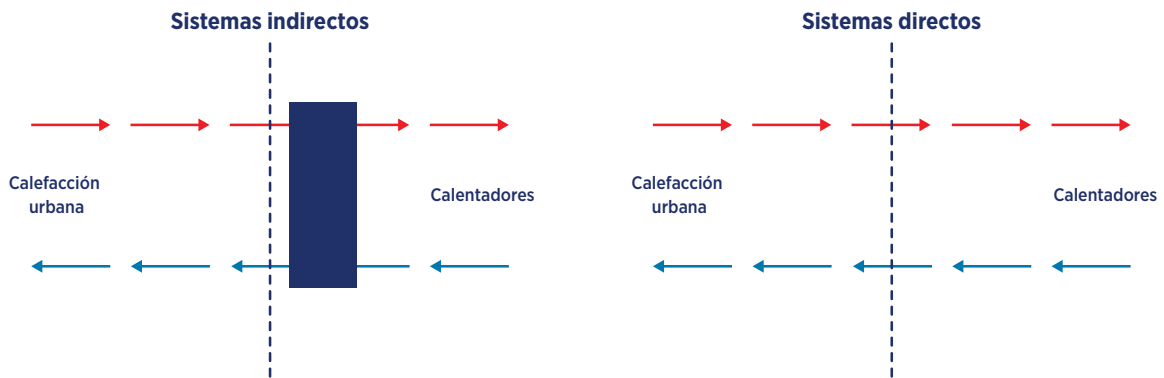 Sistemas indirectos
Calefacción
urbana
Calentadores
Sistemas directos
Calefacción
urbana
Calentadores